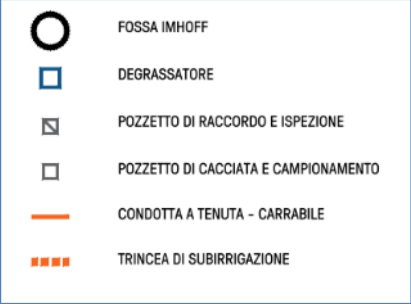 FOSSA IMHOFF
DEGRASSATORE
POZZETTO DI RACCORDO E ISPEZIONE
POZZETTO DI CACCIATA E CAMPIONAMENTO
CONDOTTA A TENUTA - CARRABILE
TRINCEA DI SUBIRRIGAZIONE